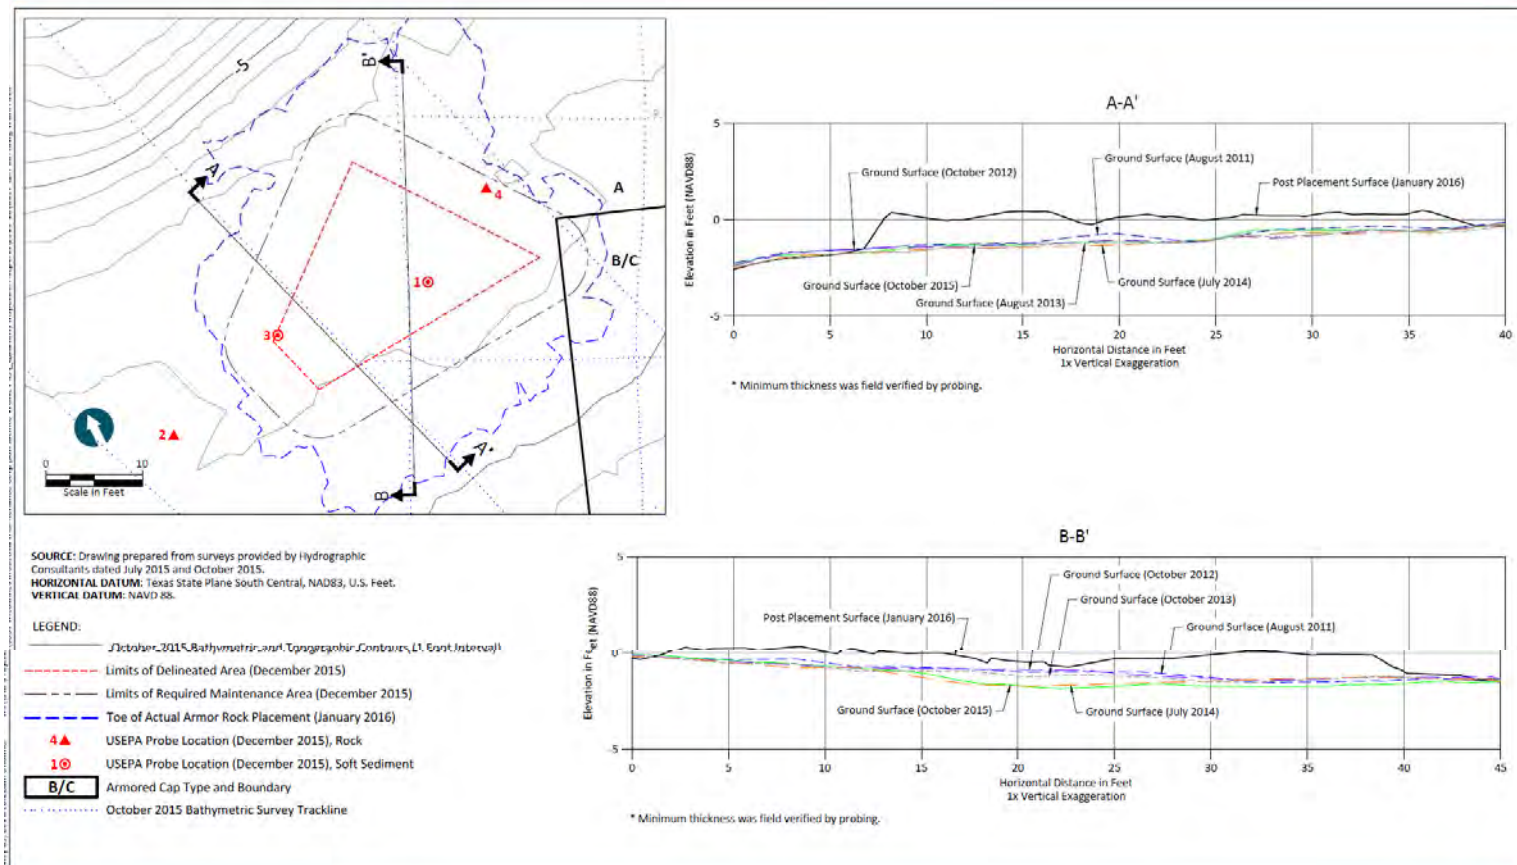 -5
B'
A
4
A
B/C
1
3
2
A'
B
0 10
Scale in Feet
SOURCE: Drawing prepared from surveys provided by Hydrographic
Consultants dated July 2015 and October 2015.
HORIZONTAL DATUM: Texas State Plane South Central, NAD83, U.S. Feet.
VERTICAL DATUM: NAVD 88.
LEGEND:
October 2015 Bathymetric and Topographic Contours (1 Foot Interval)
Limits of Delineated Area (December 2015)
Limits of Required Maintenance Area (December 2015)
Toe of Actual Armor Rock Placement (January 2016)
4 USEPA Probe Location (December 2015), Rock
1 USEPA Probe Location (December 2015), Soft Sediment
B/C Armored Cap Type and Boundary
October 2015 Bathymetric Survey Trackline
A-A'
5
0
-5
Elevation in Feet (NAVD88)
Ground Surface (October 2012)
Ground Surface (August 2011)
Post Placement Surface (January 2016)
Ground Surface (October 2015)
Ground Surface (July 2014)
Ground Surface (August 2013)
0 5 10 15 20 25 30 35 40
Horizontal Distance in Feet
1x Vertical Exaggeration
* Minimum thickness was field verified by probing.
B-B'
5
0
-5
Elevation in Feet (NAVD88)
Ground Surface (October 2012)
Ground Surface (October 2013)
Post Placement Surface (January 2016)
Ground Surface (August 2011)
Ground Surface (October 2015)
Ground Surface (July 2014)
0 5 10 15 20 25 30 35 40 45
Horizontal Distance in Feet
1x Vertical Exaggeration
* Minimum thickness was field verified by probing.